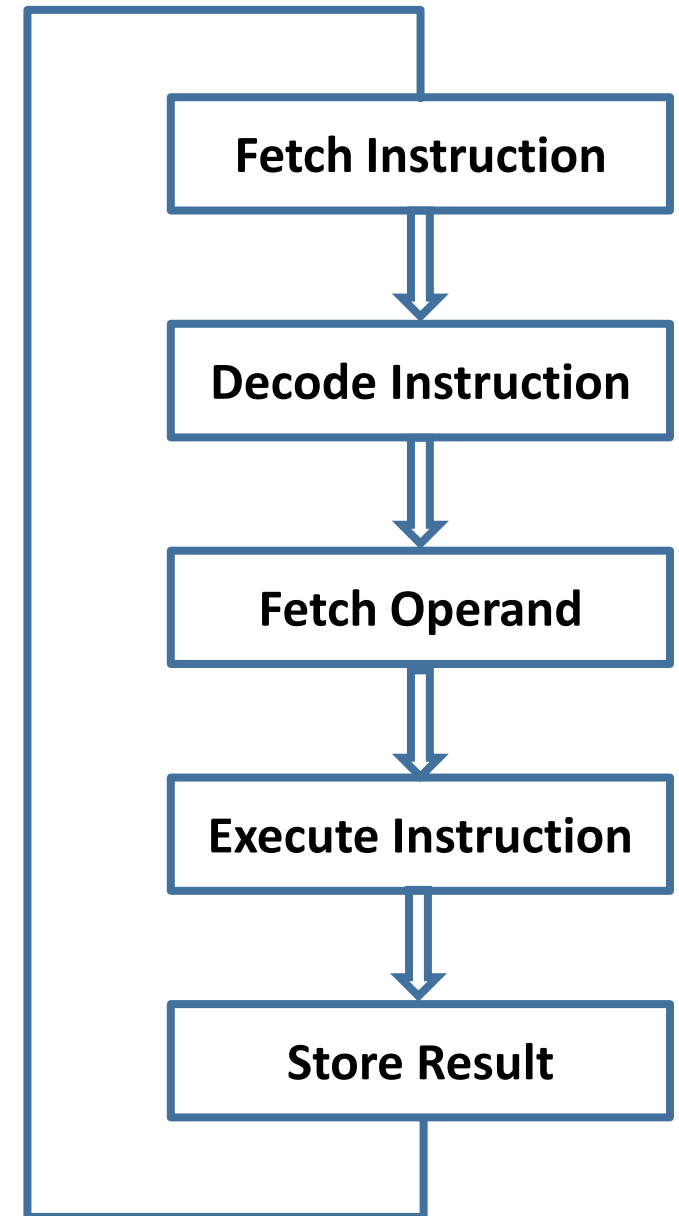 Fetch Instruction
Decode Instruction
Fetch Operand
Execute Instruction
Store Result